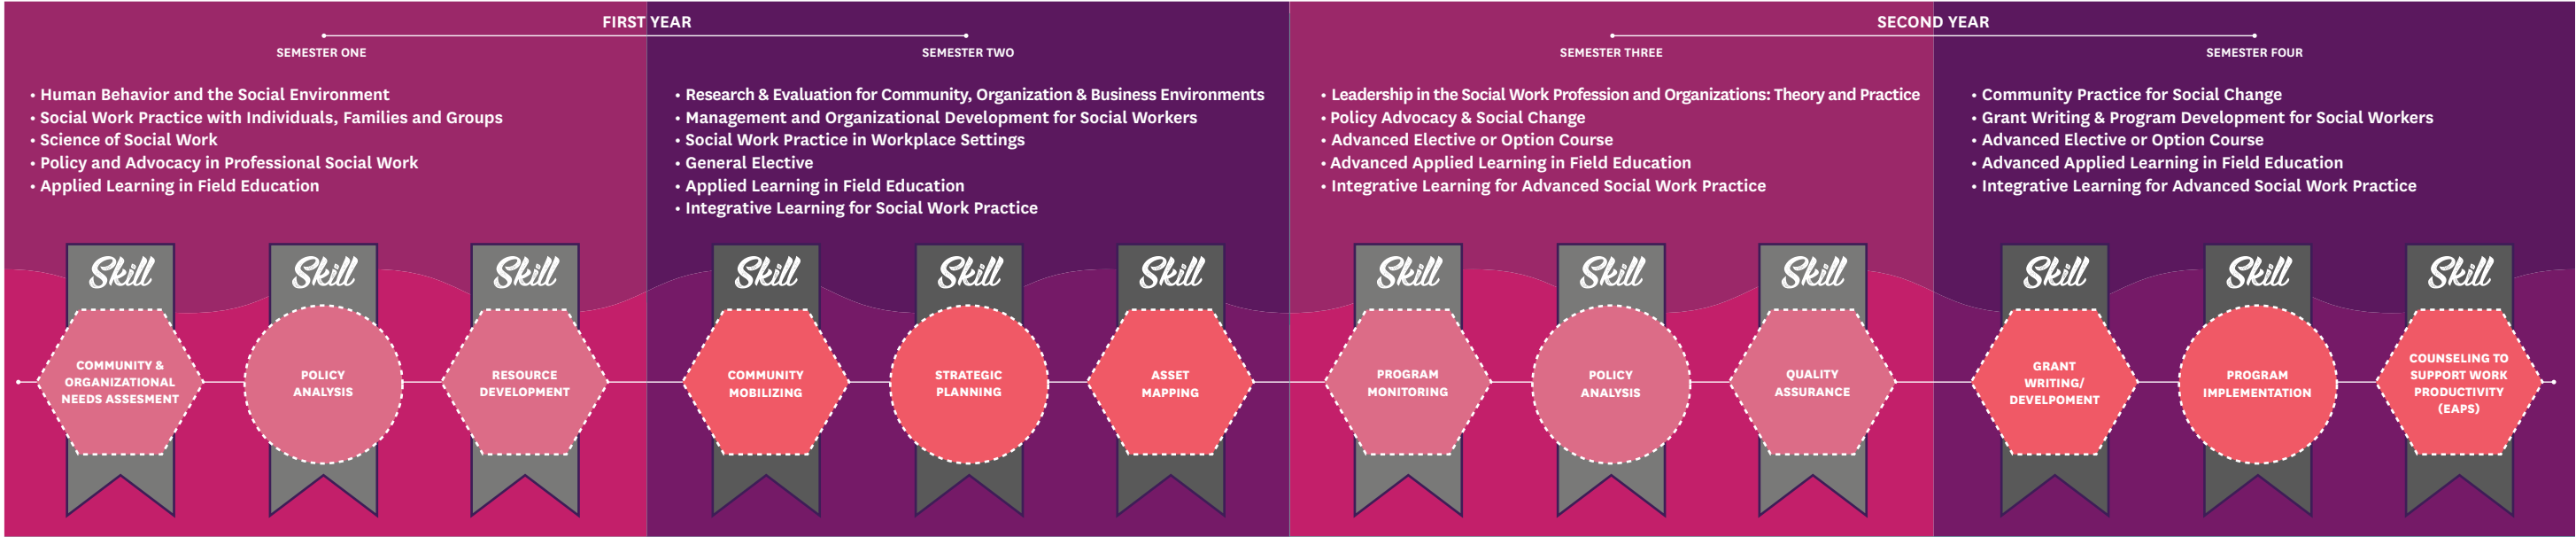 FIRST YEAR
SEMESTER ONE
• Human Behavior and the Social Environment
• Social Work Practice with Individuals, Families and Groups
• Science of Social Work
• Policy and Advocacy in Professional Social Work
• Applied Learning in Field Education
Skill
COMMUNITY &
ORGANIZATIONAL
NEEDS ASSESMENT
Skill
POLICY
ANALYSIS
Skill
RESOURCE
DEVELOPMENT
SEMESTER TWO
• Research & Evaluation for Community, Organization & Business Environments
• Management and Organizational Development for Social Workers
• Social Work Practice in Workplace Settings
• General Elective
• Applied Learning in Field Education
• Integrative Learning for Social Work Practice
Skill
COMMUNITY
MOBILIZING
Skill
STRATEGIC
PLANNING
Skill
ASSET
MAPPING
SECOND YEAR
SEMESTER THREE
• Leadership in the Social Work Profession and Organizations: Theory and Practice
• Policy Advocacy & Social Change
• Advanced Elective or Option Course
• Advanced Applied Learning in Field Education
• Integrative Learning for Advanced Social Work Practice
Skill
PROGRAM
MONITORING
Skill
POLICY
ANALYSIS
Skill
QUALITY
ASSURANCE
SEMESTER FOUR
• Community Practice for Social Change
• Grant Writing & Program Development for Social Workers
• Advanced Elective or Option Course
• Advanced Applied Learning in Field Education
• Integrative Learning for Advanced Social Work Practice
Skill
GRANT
WRITING/
DEVELPOMENT
Skill
PROGRAM
IMPLEMENTATION
Skill
COUNSELING TO
SUPPORT WORK
PRODUCTIVITY
(EAPS)